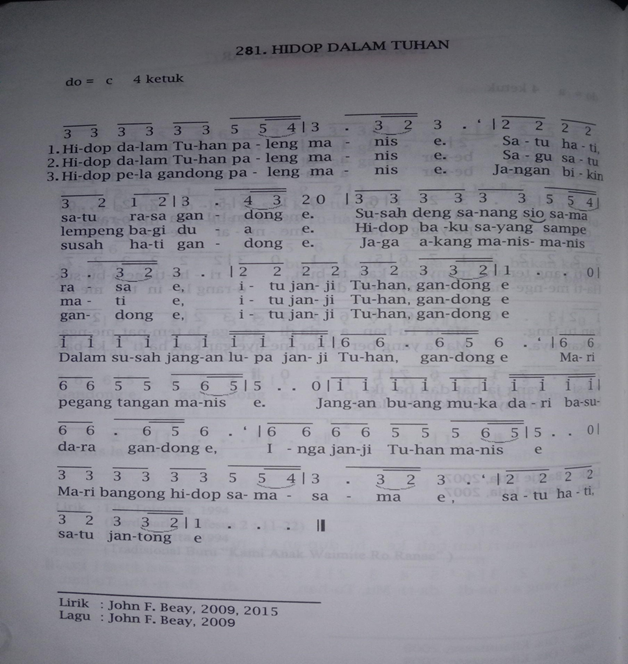 281. HIDOP DALAM TUHAN
do = c 4 ketuk
3 3 3 3 3 3 5 5 4 | 3 . 3 2 3 . ' | 2 2 2 2
1. Hi-dop da-lam Tu-han pa - leng ma - nis e. Sa - tu ha - ti,
2. Hi-dop da-lam Tu-han pa - leng ma - nis e. Sa - gu sa - tu
3. Hi-dop pe-la gandong pa - leng ma - nis e. Ja-ngan bi - kin
3 2 1 2 | 3 . 4 3 2 0 | 3 3 3 3 3 3 5 5 4 |
sa-tu ra-sa gan - dong e. Su-sah deng sa-nang sio sa-ma
lempeng ba-gi du - a e. Hi-dop ba -ku sa-yang sampe
susah ha-ti gan - dong e. Ja-ga a-kang ma-nis- ma-nis
3 . 3 2 3 . | 2 2 2 2 3 2 3 3 2 | 1 . . 0 |
ra - sa e, i - tu jan- ji Tu-han, gan-dong e
ma - ti e, i - tu jan- ji Tu-han, gan-dong e
gan- dong e, i - tu jan- ji Tu-han, gan-dong e
1 1 1 1 1 1 1 1 1 1 | 6 . 6 5 6 . ' | 6 6
Dalam su-sah jang-an lu- pa jan- ji Tu-han, gan-dong e Ma- ri
6 6 5 5 5 6 5 | 5 . . 0 | 1 1 1 1 1 1 1 1 1 1 |
pegang tangan ma-nis e. Jang-an bu-ang mu-ka da - ri ba-su-
6 6 . 6 5 6 . ' | 6 6 6 6 5 5 5 6 5 | 5 . . 0 |
da-ra gan-dong e, I - nga jan-ji Tu-han ma-nis e
3 3 3 3 3 3 5 5 4 | 3 . 3 2 3 . ' | 2 2 2 2
Ma-ri bangong hi-dop sa- ma - sa - ma e , sa - tu ha - ti,
3 2 3 3 2 | 1 . . . ||
sa-tu jan-tong e
Lirik : John F. Beay, 2009, 2015
Lagu : John F. Beay, 2009